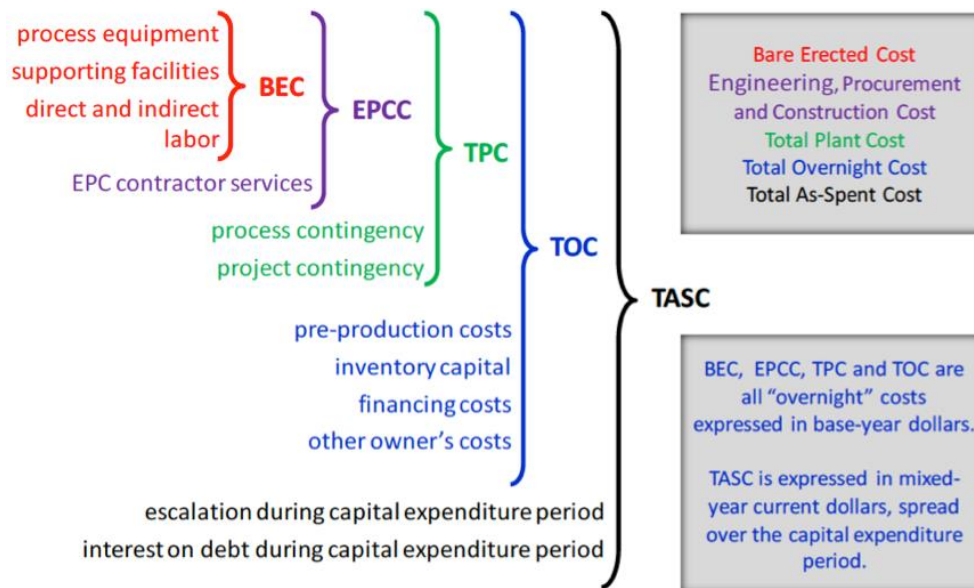 process equipment
supporting facilities
direct and indirect
labor
BEC
EPC contractor services
EPCC
process contingency
project contingency
TPC
pre-production costs
inventory capital
financing costs
other owner's costs
TOC
escalation during capital expenditure period
interest on debt during capital expenditure period
TASC
Bare Erected Cost
Engineering, Procurement
and Construction Cost
Total Plant Cost
Total Overnight Cost
Total As-Spent Cost
BEC, EPCC, TPC and TOC are
all “overnight” costs
expressed in base-year dollars.
TASC is expressed in mixed-
year current dollars, spread
over the capital expenditure
period.